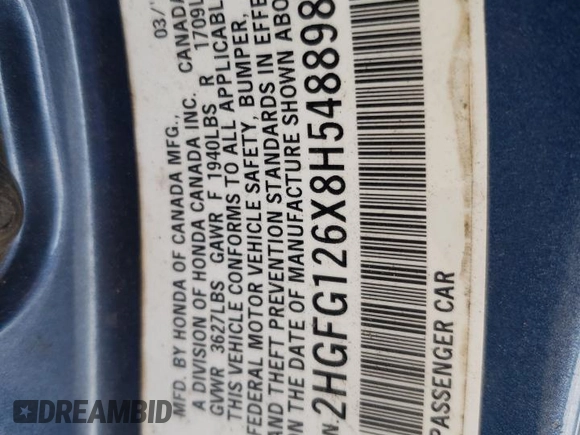 MFD. BY HONDA OF CANADA MFG.,
A DIVISION OF HONDA CANADA INC. CANADA
03/
GVWR 3627LBS GAWR F 1940LBS R 1709L
THIS VEHICLE CONFORMS TO ALL APPLICABL
FEDERAL MOTOR VEHICLE SAFETY, BUMPER,
AND THEFT PREVENTION STANDARDS IN EFFE
ON THE DATE OF MANUFACTURE SHOWN ABO
2HGFG126X8H548898
PASSENGER CAR
DREAMBID